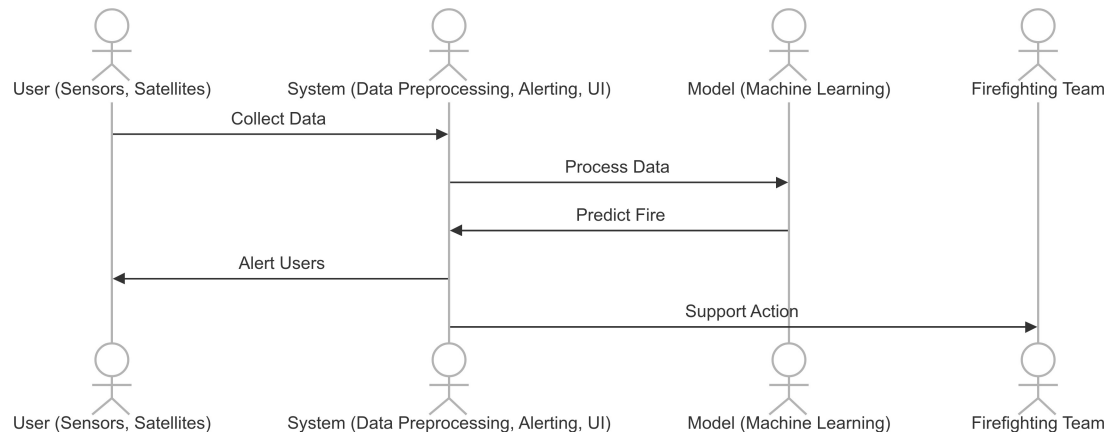 User (Sensors, Satellites)
System (Data Preprocessing, Alerting, UI)
Model (Machine Learning)
Firefighting Team
Collect Data
Process Data
Predict Fire
Alert Users
Support Action
User (Sensors, Satellites)
System (Data Preprocessing, Alerting, UI)
Model (Machine Learning)
Firefighting Team